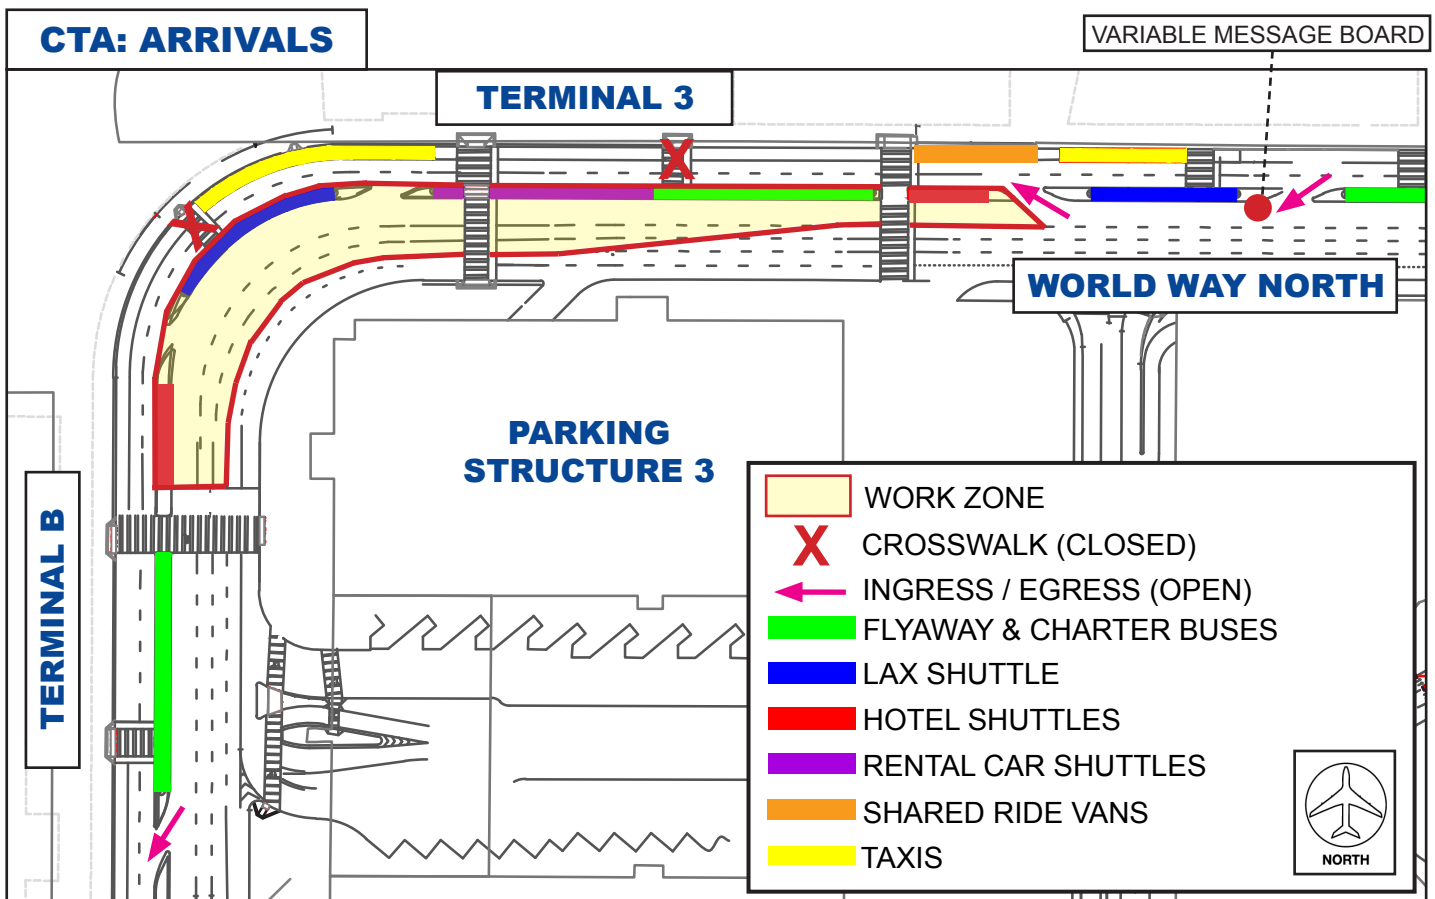 CTA: ARRIVALS
VARIABLE MESSAGE BOARD
TERMINAL 3
WORLD WAY NORTH
PARKING
STRUCTURE 3
TERMINAL B
WORK ZONE
X CROSSWALK (CLOSED)
INGRESS / EGRESS (OPEN)
FLYAWAY & CHARTER BUSES
LAX SHUTTLE
HOTEL SHUTTLES
RENTAL CAR SHUTTLES
SHARED RIDE VANS
TAXIS
NORTH